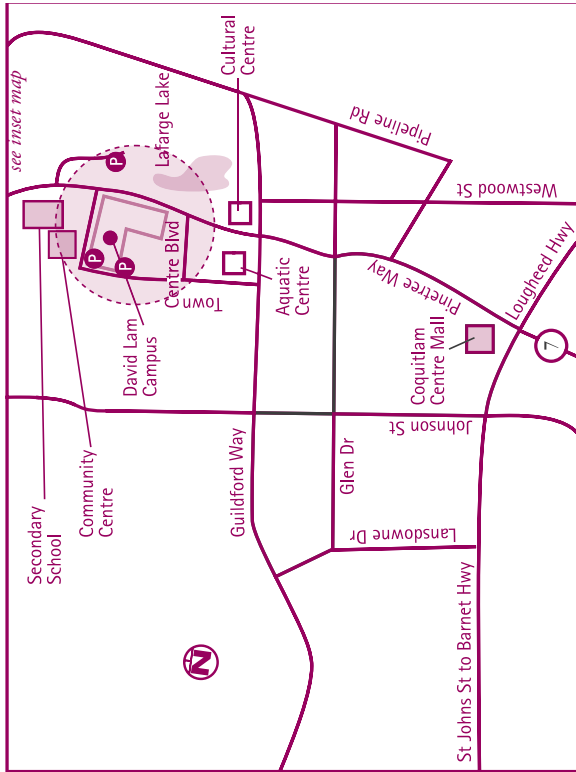 see inset map
Secondary
School
Community
Centre
David Lam
Campus
Town
Centre Blvd
Lafarge Lake
Cultural
Centre
P
P
P
Aquatic
Centre
Guildford Way
Pipeline Rd
Westwood St
Pinetree Way
Glen Dr
Johnson St
Lansdowne Dr
Coquitlam
Centre Mall
Lougheed Hwy
7
St Johns St to Barnet Hwy
N